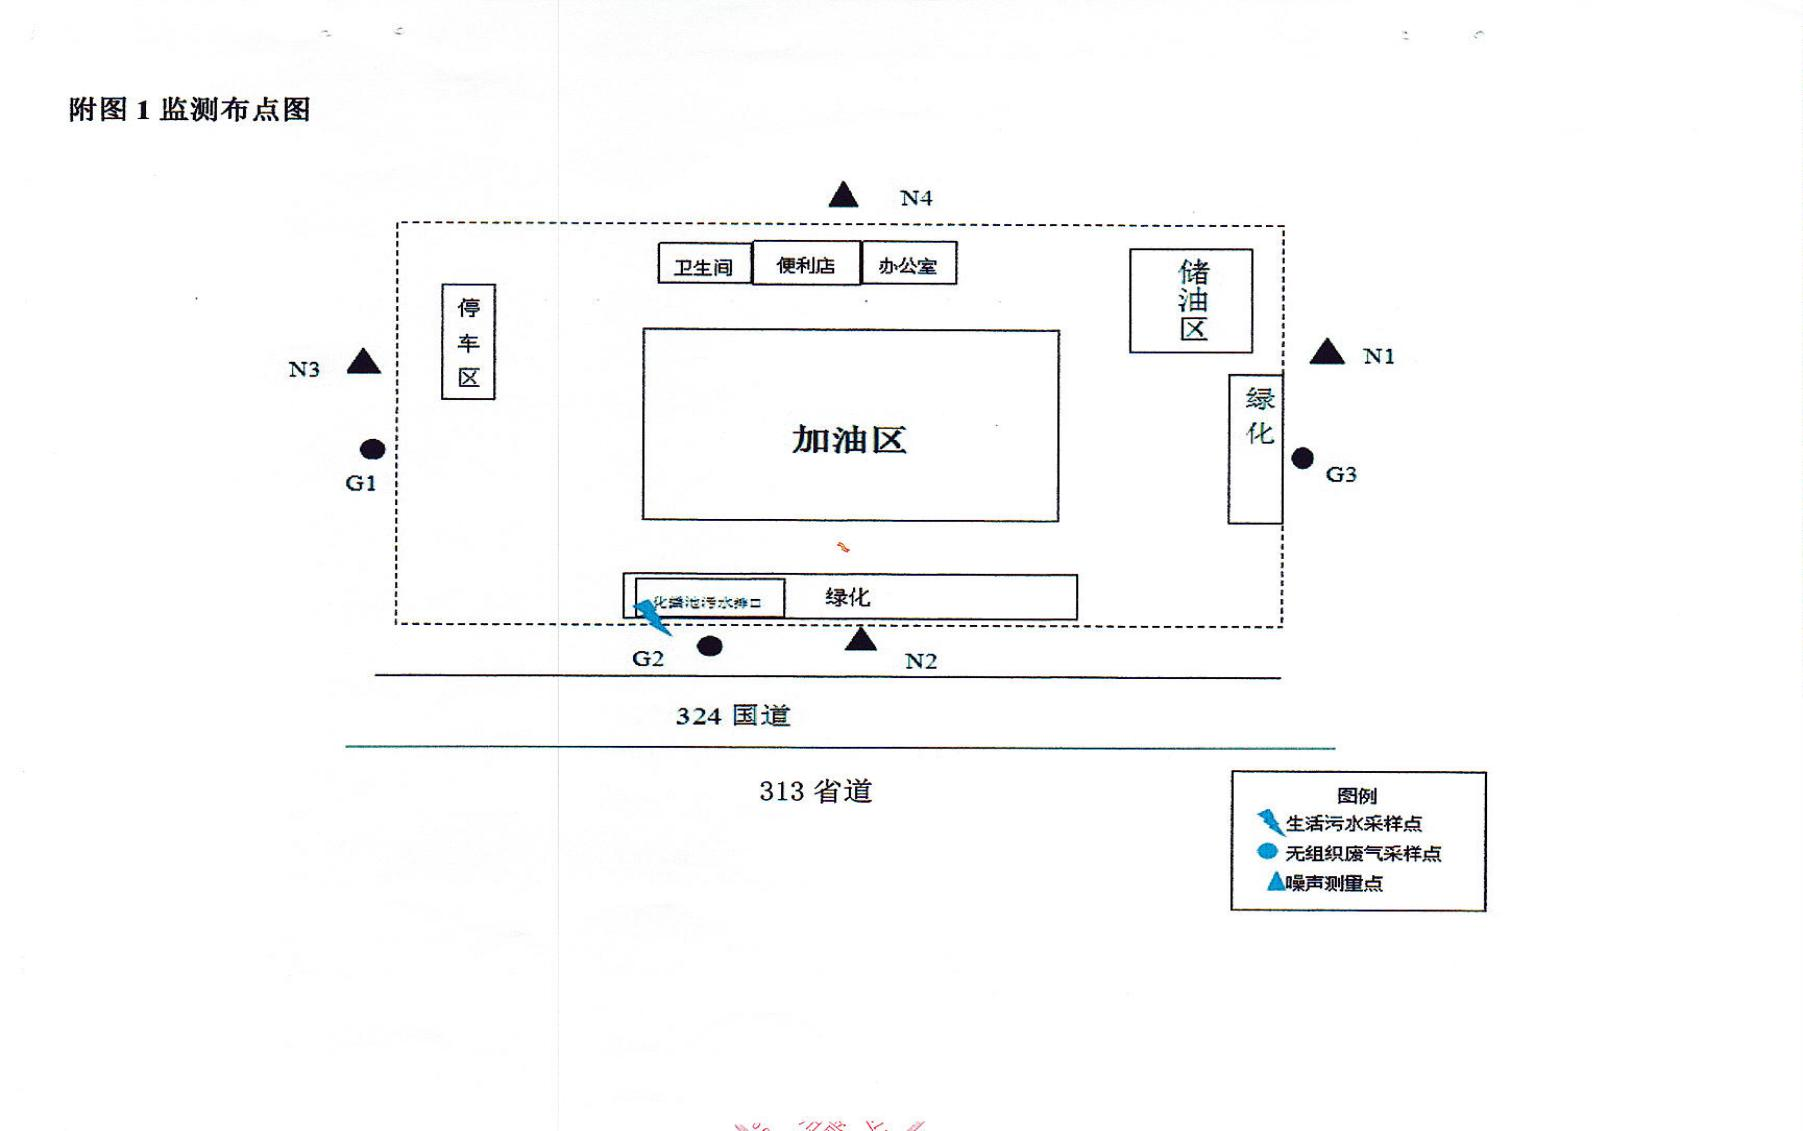 附图 1 监测布点图
N4
卫生间 便利店 办公室
储油区
停车区
N3
N1
绿化
加油区
G1
G3
化粪池污水排口
绿化
G2
N2
324 国道
313 省道
图例
生活污水采样点
无组织废气采样点
噪声测量点